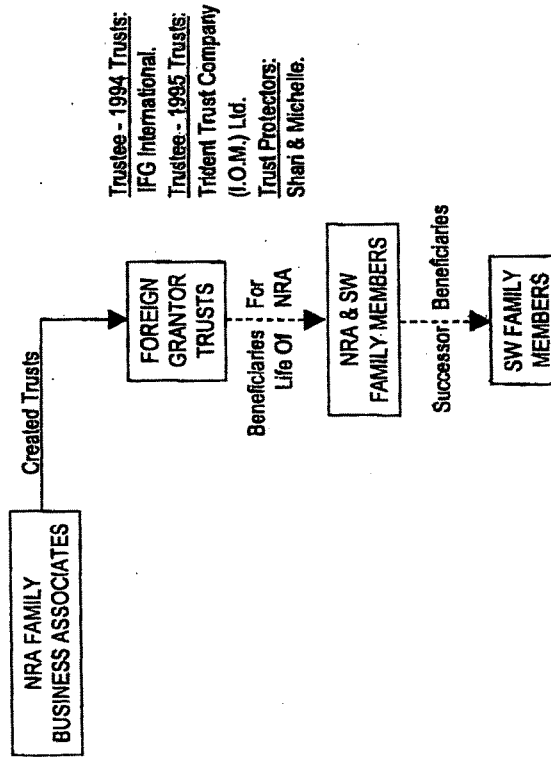 NRA FAMILY
BUSINESS ASSOCIATES
Created Trusts
FOREIGN
GRANTOR
TRUSTS
Trustee - 1994 Trusts:
IFG International.
Trustee - 1995 Trusts:
Trident Trust Company
(I.O.M.) Ltd.
Trust Protectors:
Shari & Michelle.
Beneficiaries For
Life Of NRA
NRA & SW
FAMILY MEMBERS
Successor Beneficiaries
SW FAMILY
MEMBERS